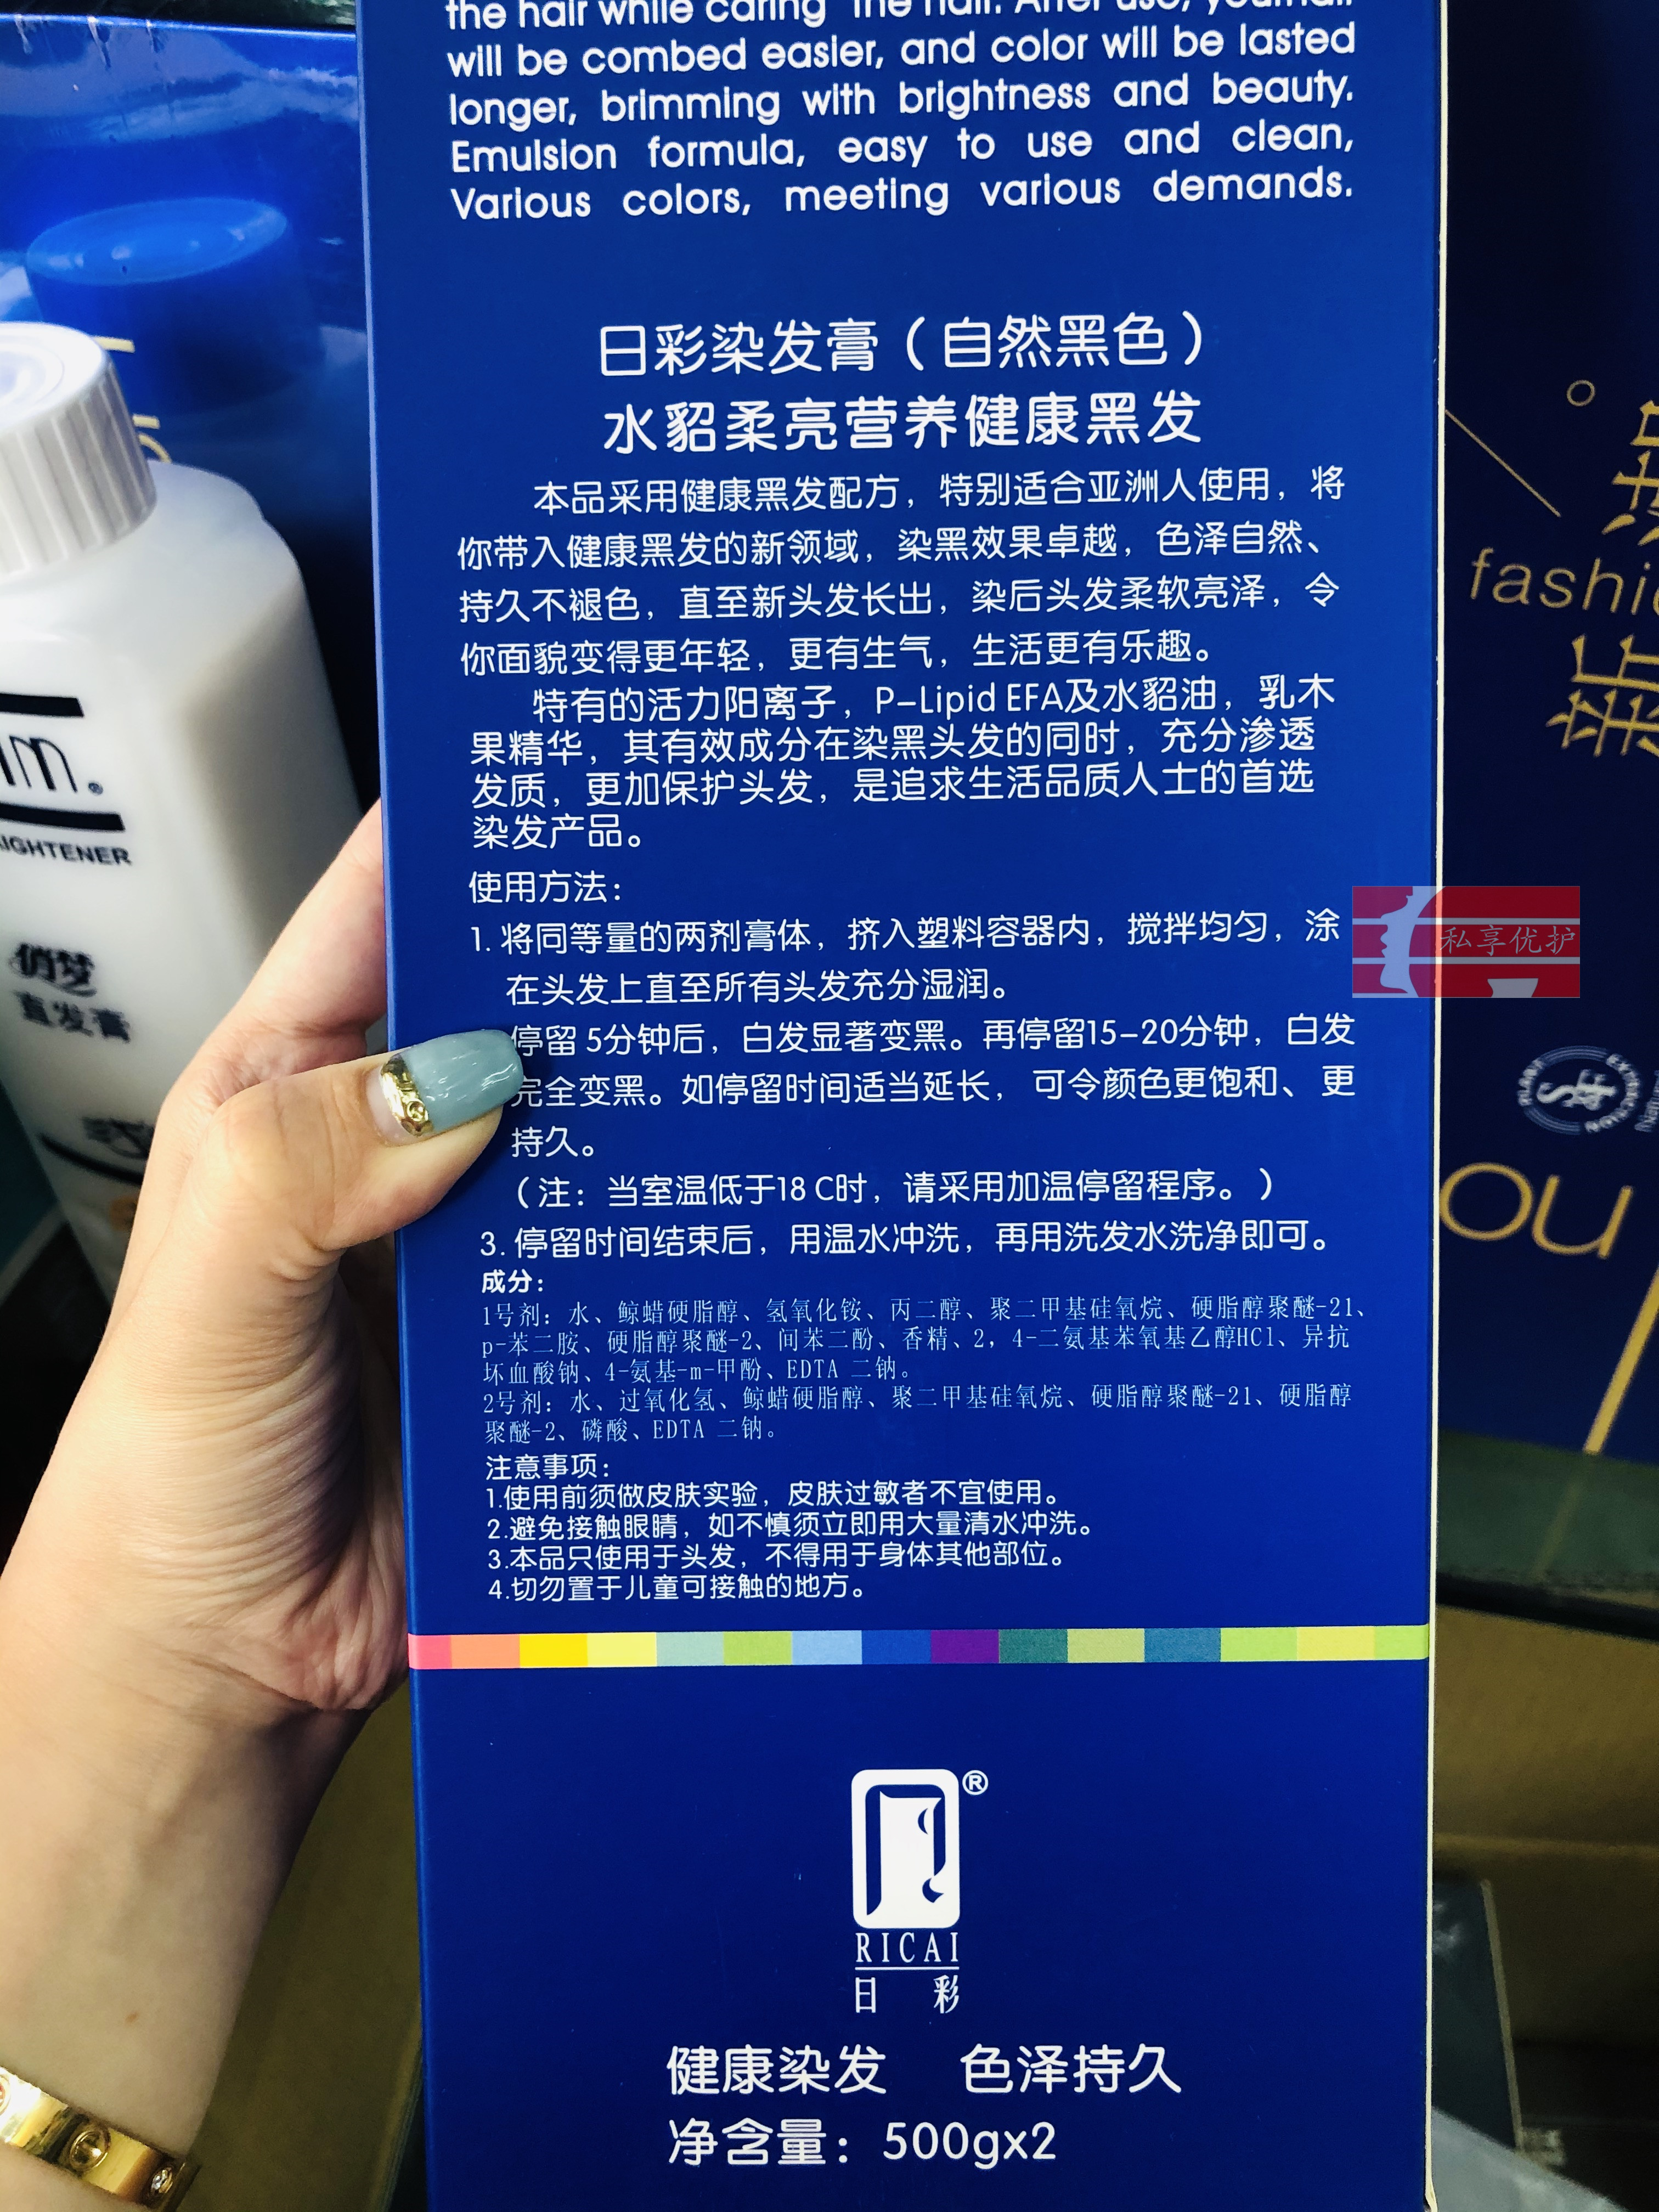 the hair while caring the hair. After use, your hair
will be combed easier, and color will be lasted
longer, brimming with brightness and beauty.
Emulsion formula, easy to use and clean,
Various colors, meeting various demands.
日彩染发膏（自然黑色）
水貂柔亮营养健康黑发
本品采用健康黑发配方，特别适合亚洲人使用，将
你带入健康黑发的新领域，染黑效果卓越，色泽自然、
持久不褪色，直至新头发长出，染后头发柔软亮泽，令
你面貌变得更年轻，更有生气，生活更有乐趣。
特有的活力阳离子，P-Lipid EFA及水貂油，乳木
果精华，其有效成分在染黑头发的同时，充分渗透
发质，更加保护头发，是追求生活品质人士的首选
染发产品。
使用方法：
1. 将同等量的两剂膏体，挤入塑料容器内，搅拌均匀，涂
在头发上直至所有头发充分湿润。
停留 5分钟后，白发显著变黑。再停留15-20分钟，白发
完全变黑。如停留时间适当延长，可令颜色更饱和、更
持久。
（注：当室温低于18 C时，请采用加温停留程序。）
3. 停留时间结束后，用温水冲洗，再用洗发水洗净即可。
成分：
1号剂：水、鲸蜡硬脂醇、氢氧化铵、丙二醇、聚二甲基硅氧烷、硬脂醇聚醚-21、
p-苯二胺、硬脂醇聚醚-2、间苯二酚、香精、2，4-二氨基苯氧基乙醇HCl、异抗
坏血酸钠、4-氨基-m-甲酚、EDTA 二钠。
2号剂：水、过氧化氢、鲸蜡硬脂醇、聚二甲基硅氧烷、硬脂醇聚醚-21、硬脂醇
聚醚-2、磷酸、EDTA 二钠。
注意事项：
1.使用前须做皮肤实验，皮肤过敏者不宜使用。
2.避免接触眼睛，如不慎须立即用大量清水冲洗。
3.本品只使用于头发，不得用于身体其他部位。
4.切勿置于儿童可接触的地方。
®
RICAI
日彩
健康染发 色泽持久
净含量：500gx2
m®
IGHTENER
俏梦
直发膏
私享优护
fashi
ou